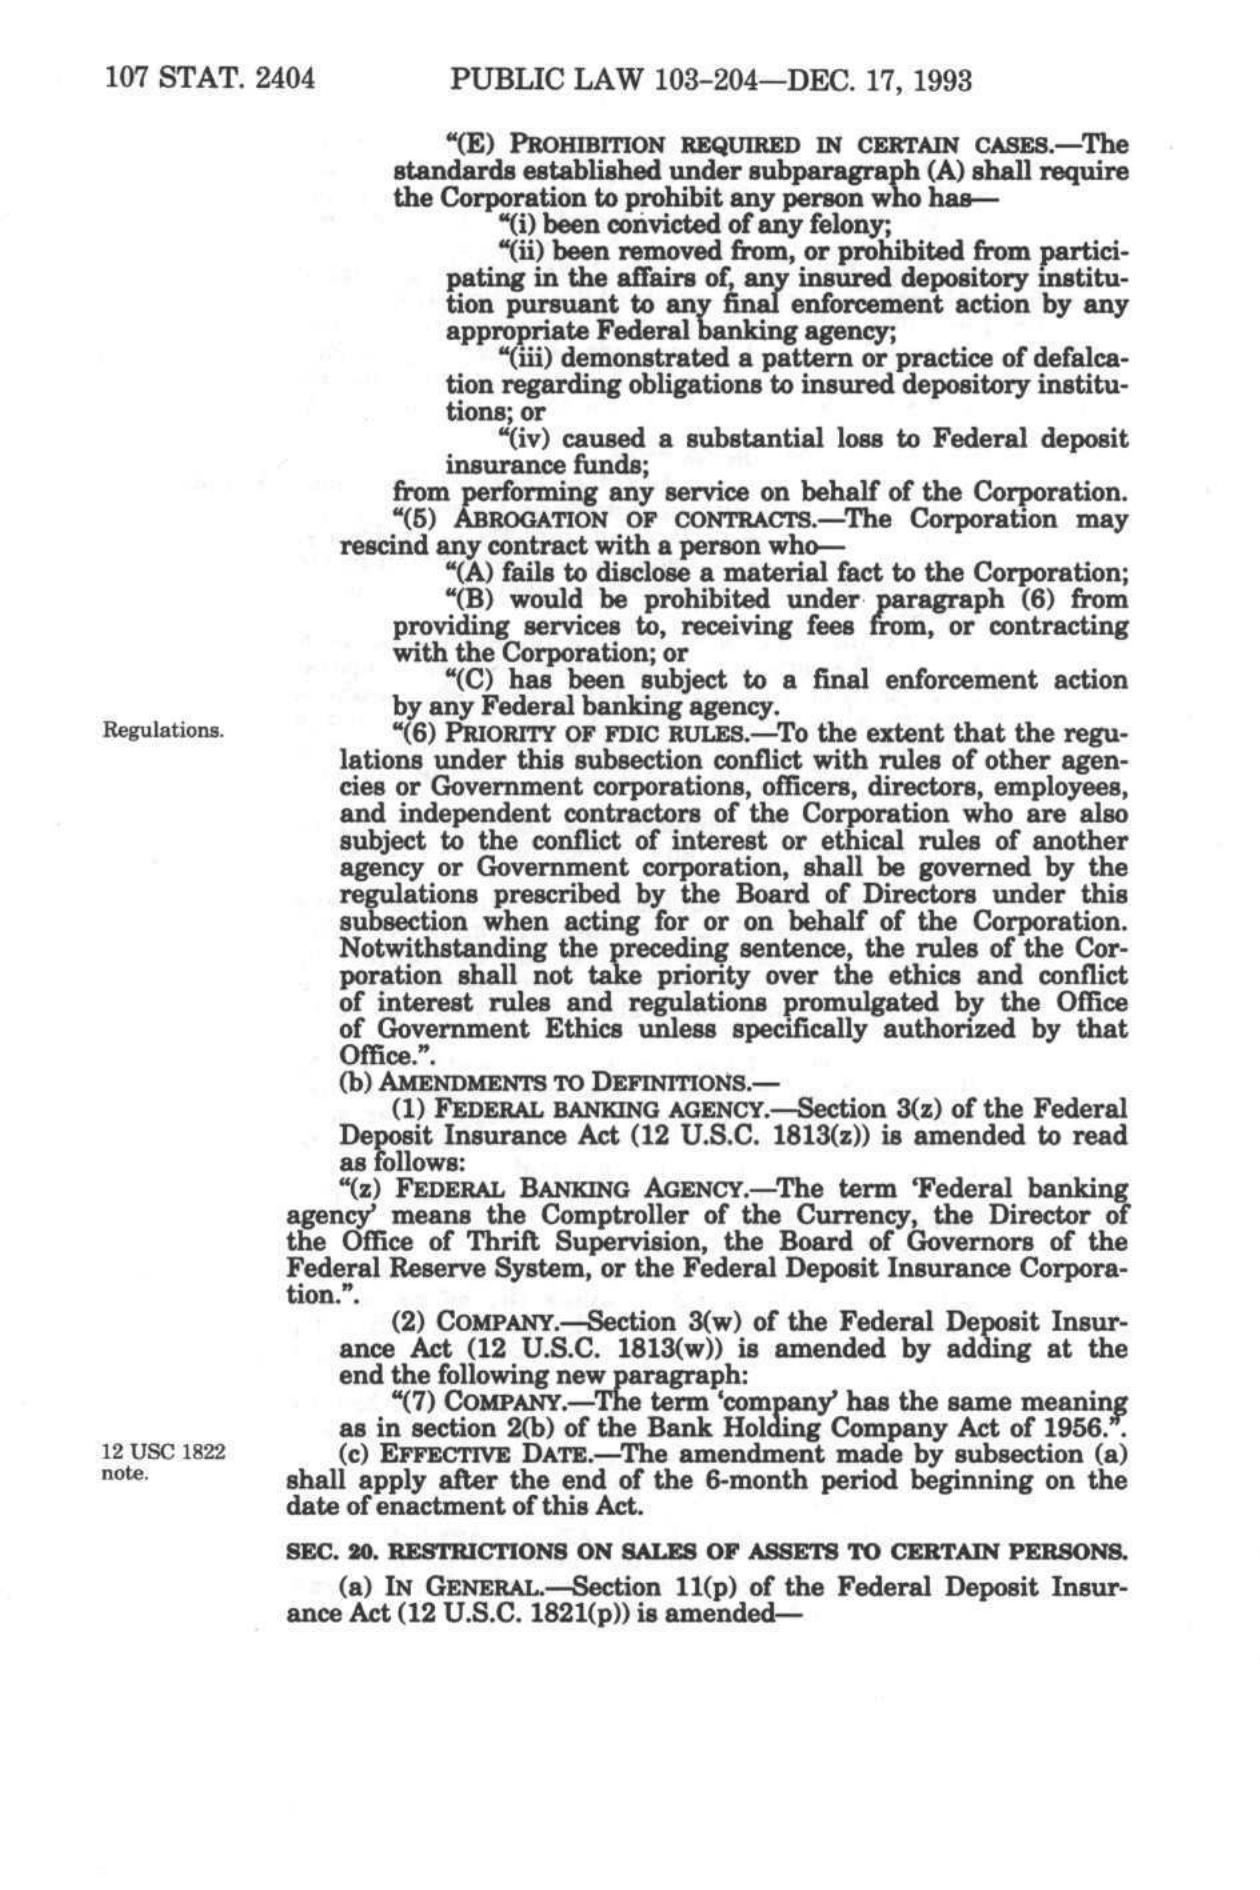 107 STAT. 2404 PUBLIC LAW 103–204—DEC. 17, 1993
“(E) PROHIBITION REQUIRED IN CERTAIN CASES.—The
standards established under subparagraph (A) shall require
the Corporation to prohibit any person who has—
“(i) been convicted of any felony;
“(ii) been removed from, or prohibited from partici-
pating in the affairs of, any insured depository institu-
tion pursuant to any final enforcement action by any
appropriate Federal banking agency;
“(iii) demonstrated a pattern or practice of defalca-
tion regarding obligations to insured depository institu-
tions; or
“(iv) caused a substantial loss to Federal deposit
insurance funds;
from performing any service on behalf of the Corporation.
“(5) ABROGATION OF CONTRACTS.—The Corporation may
rescind any contract with a person who—
“(A) fails to disclose a material fact to the Corporation;
“(B) would be prohibited under paragraph (6) from
providing services to, receiving fees from, or contracting
with the Corporation; or
“(C) has been subject to a final enforcement action
by any Federal banking agency.
Regulations.
“(6) PRIORITY OF FDIC RULES.—To the extent that the regu-
lations under this subsection conflict with rules of other agen-
cies or Government corporations, officers, directors, employees,
and independent contractors of the Corporation who are also
subject to the conflict of interest or ethical rules of another
agency or Government corporation, shall be governed by the
regulations prescribed by the Board of Directors under this
subsection when acting for or on behalf of the Corporation.
Notwithstanding the preceding sentence, the rules of the Cor-
poration shall not take priority over the ethics and conflict
of interest rules and regulations promulgated by the Office
of Government Ethics unless specifically authorized by that
Office.”.
(b) AMENDMENTS TO DEFINITIONS.—
(1) FEDERAL BANKING AGENCY.—Section 3(z) of the Federal
Deposit Insurance Act (12 U.S.C. 1813(z)) is amended to read
as follows:
“(z) FEDERAL BANKING AGENCY.—The term ‘Federal banking
agency’ means the Comptroller of the Currency, the Director of
the Office of Thrift Supervision, the Board of Governors of the
Federal Reserve System, or the Federal Deposit Insurance Corpora-
tion.”.
(2) COMPANY.—Section 3(w) of the Federal Deposit Insur-
ance Act (12 U.S.C. 1813(w)) is amended by adding at the
end the following new paragraph:
“(7) COMPANY.—The term ‘company’ has the same meaning
as in section 2(b) of the Bank Holding Company Act of 1956.”.
12 USC 1822
note.
(c) EFFECTIVE DATE.—The amendment made by subsection (a)
shall apply after the end of the 6-month period beginning on the
date of enactment of this Act.
SEC. 20. RESTRICTIONS ON SALES OF ASSETS TO CERTAIN PERSONS.
(a) IN GENERAL.—Section 11(p) of the Federal Deposit Insur-
ance Act (12 U.S.C. 1821(p)) is amended—